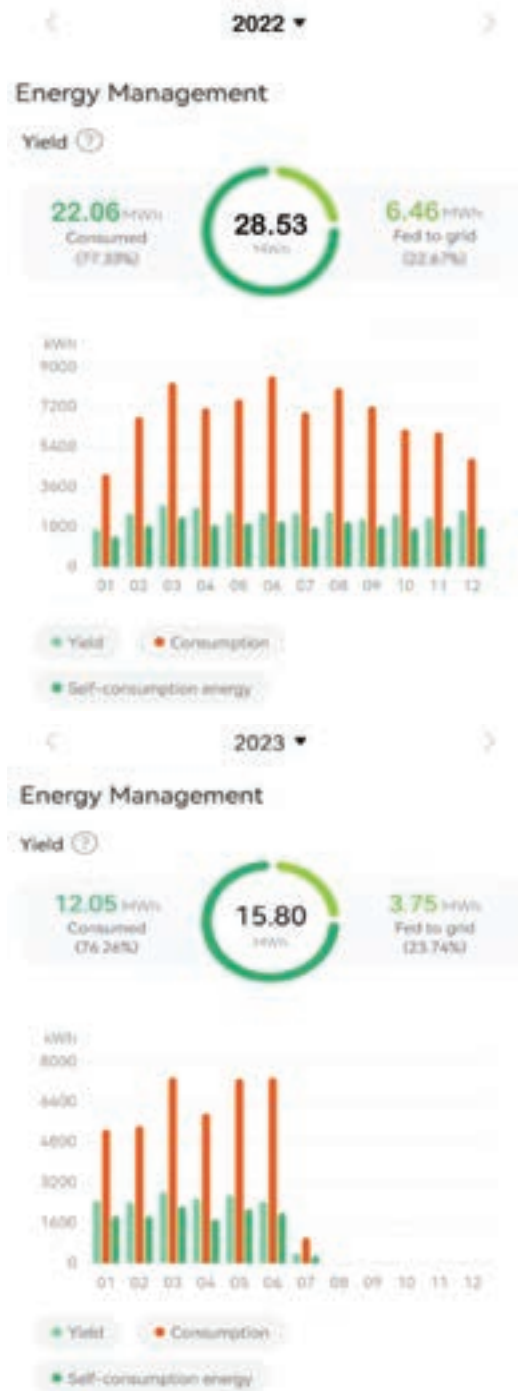 2022
Energy Management
Yield ?
22.06 MWh
Consumed
(77.33%)
28.53
MWh
6.46 MWh
Fed to grid
(22.67%)
kWh
9000
7200
5400
3600
1800
0
01 02 03 04 05 06 07 08 09 10 11 12
Yield
Consumption
Self-consumption energy
2023
Energy Management
Yield ?
12.05 MWh
Consumed
(76.26%)
15.80
MWh
3.75 MWh
Fed to grid
(23.74%)
kWh
8000
6400
4800
3200
1600
0
01 02 03 04 05 06 07 08 09 10 11 12
Yield
Consumption
Self-consumption energy